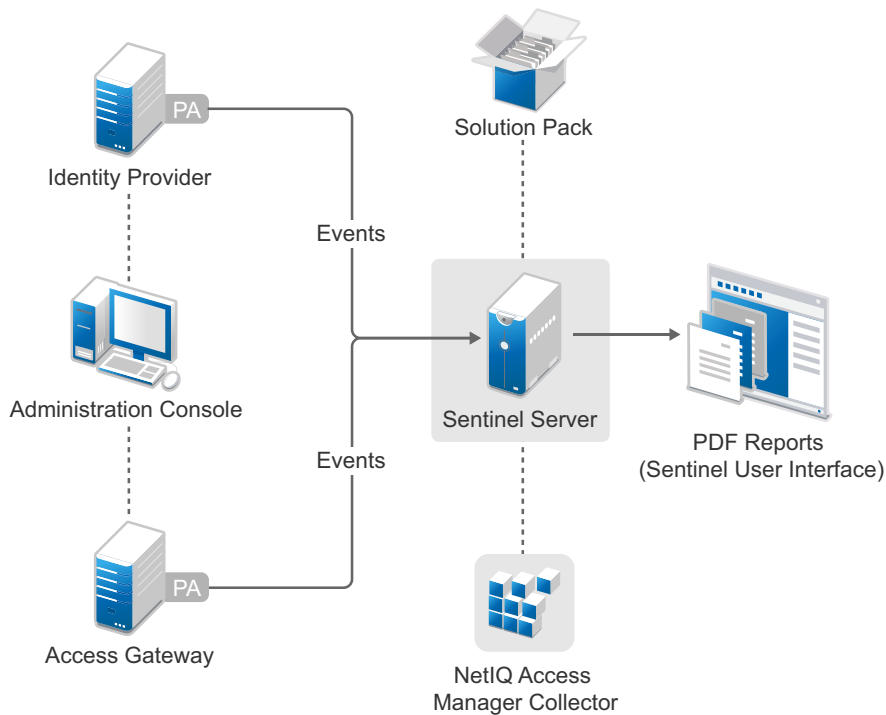 PA
Identity Provider
Solution Pack
Events
Administration Console
Sentinel Server
PDF Reports
(Sentinel User Interface)
Events
PA
Access Gateway
NetIQ Access
Manager Collector